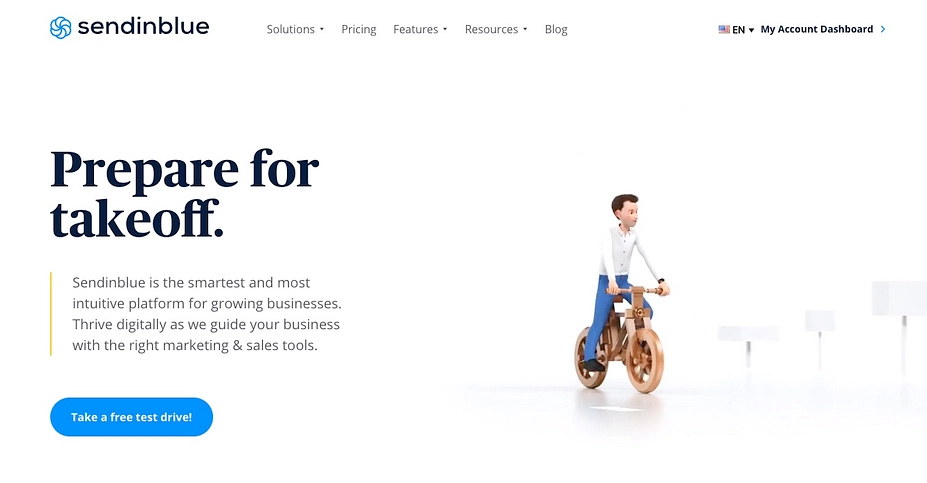 sendinblue
Solutions
Pricing
Features
Resources
Blog
EN
My Account Dashboard
Prepare for
takeoff.
Sendinblue is the smartest and most
intuitive platform for growing businesses.
Thrive digitally as we guide your business
with the right marketing & sales tools.
Take a free test drive!